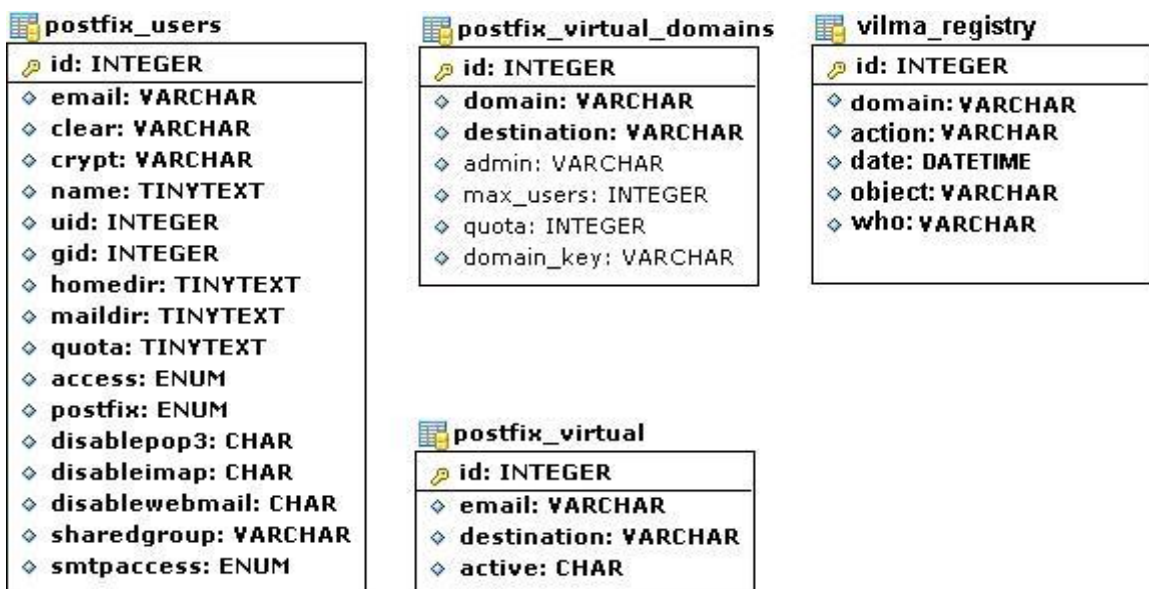 postfix_users
id: INTEGER
email: VARCHAR
clear: VARCHAR
crypt: VARCHAR
name: TINYTEXT
uid: INTEGER
gid: INTEGER
homedir: TINYTEXT
maildir: TINYTEXT
quota: TINYTEXT
access: ENUM
postfix: ENUM
disablepop3: CHAR
disableimap: CHAR
disablewebmail: CHAR
sharedgroup: VARCHAR
smtpaccess: ENUM
postfix_virtual_domains
id: INTEGER
domain: VARCHAR
destination: VARCHAR
admin: VARCHAR
max_users: INTEGER
quota: INTEGER
domain_key: VARCHAR
vilma_registry
id: INTEGER
domain: VARCHAR
action: VARCHAR
date: DATETIME
object: VARCHAR
who: VARCHAR
postfix_virtual
id: INTEGER
email: VARCHAR
destination: VARCHAR
active: CHAR